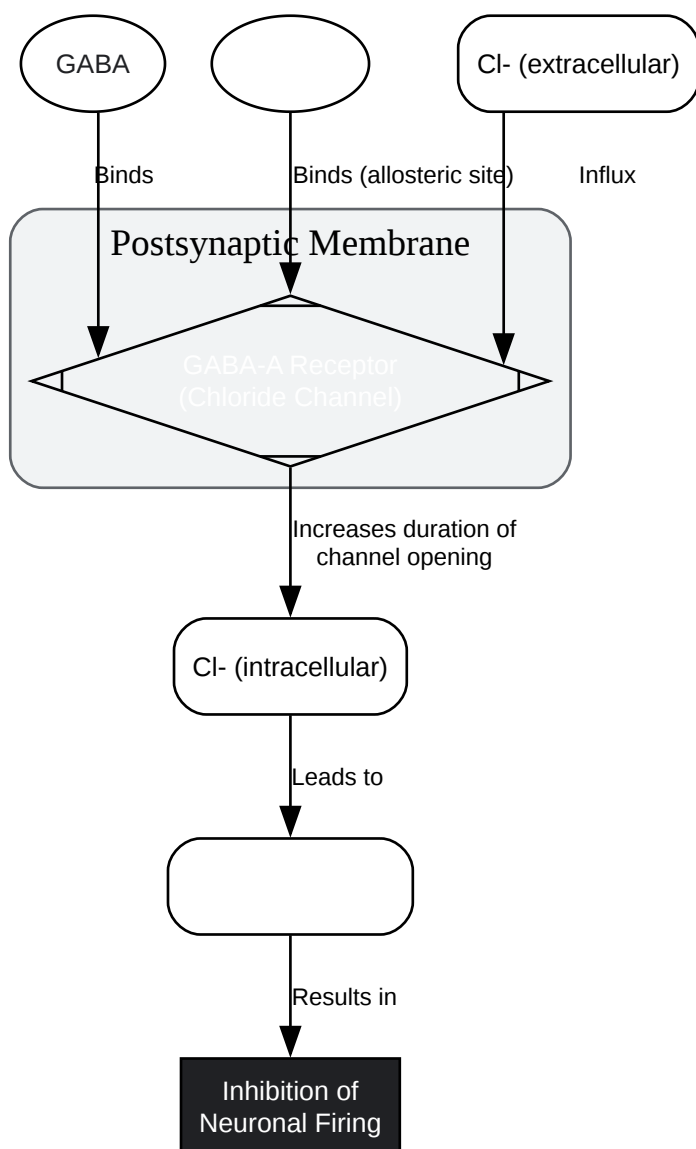 GABA
Cl- (extracellular)
Binds
Binds (allosteric site)
Influx
Postsynaptic Membrane
GABA-A Receptor
(Chloride Channel)
Increases duration of
channel opening
Cl- (intracellular)
Leads to
Results in
Inhibition of
Neuronal Firing